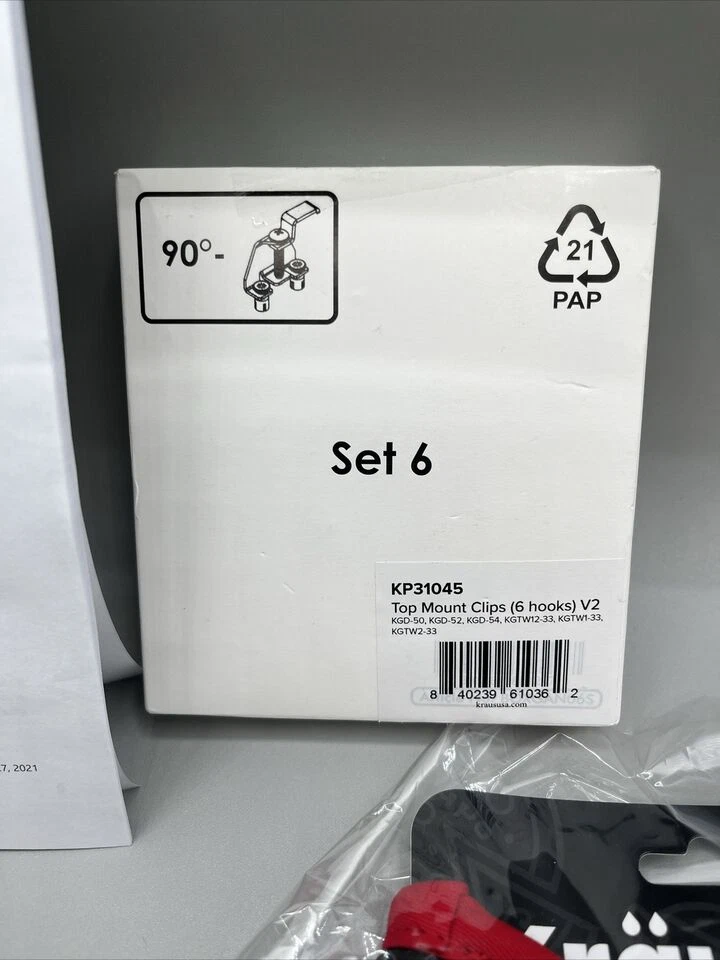 90°-
21
PAP
Set 6
KP31045
Top Mount Clips (6 hooks) V2
KGD-50, KGD-52, KGD-54, KGTW12-33, KGTW1-33,
KGTW2-33
8 40239 61036 2
kraususa.com
7, 2021